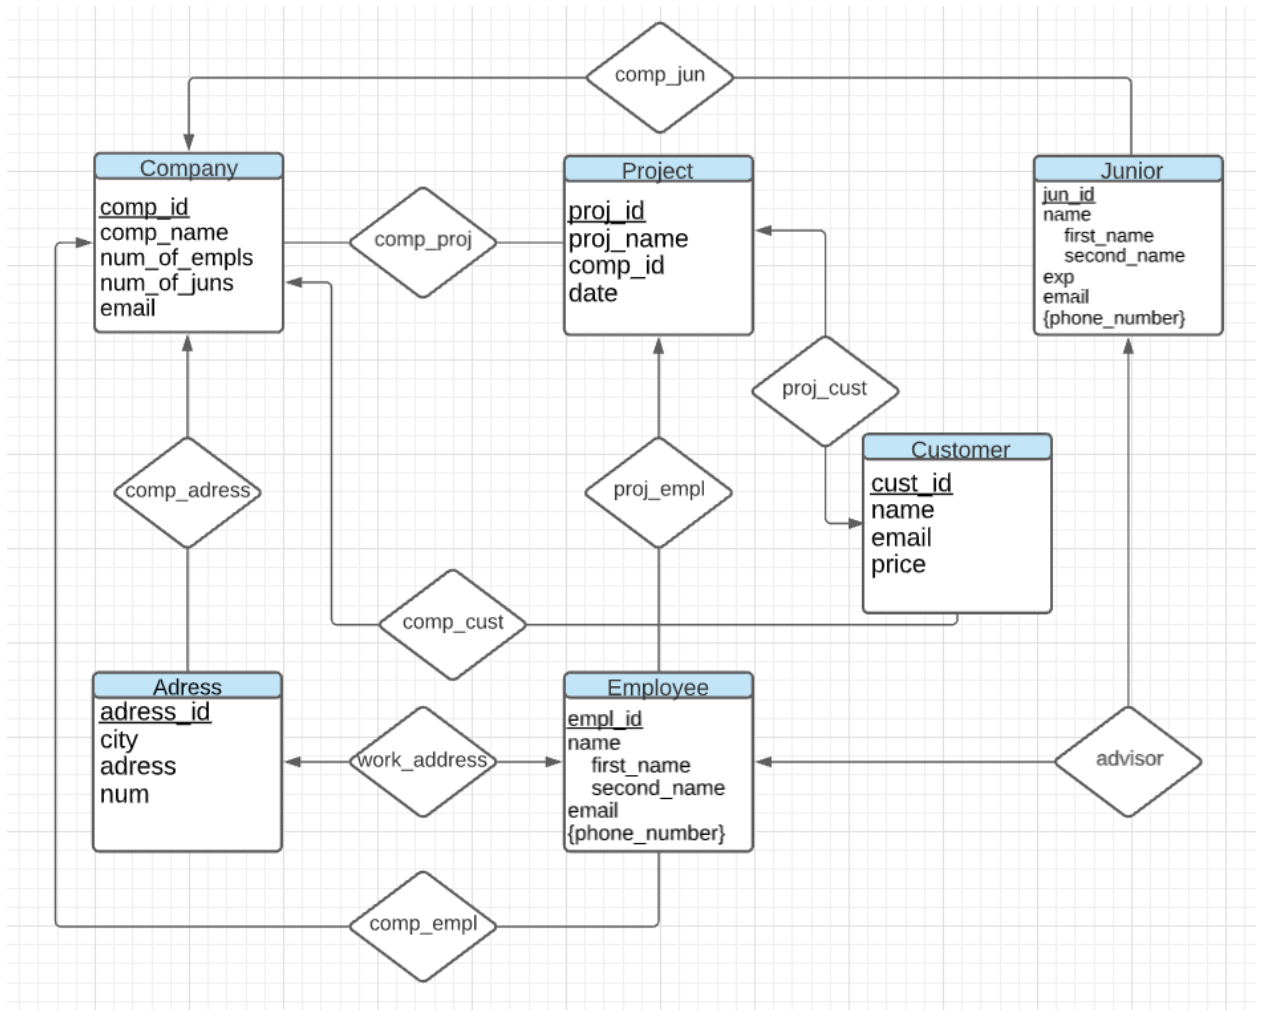 comp_jun
Company
comp_id
comp_name
num_of_empls
num_of_juns
email
comp_proj
Project
proj_id
proj_name
comp_id
date
Junior
jun_id
name
first_name
second_name
exp
email
{phone_number}
proj_cust
comp_adress
proj_empl
Customer
cust_id
name
email
price
comp_cust
Adress
adress_id
city
adress
num
work_address
Employee
empl_id
name
first_name
second_name
email
{phone_number}
advisor
comp_empl